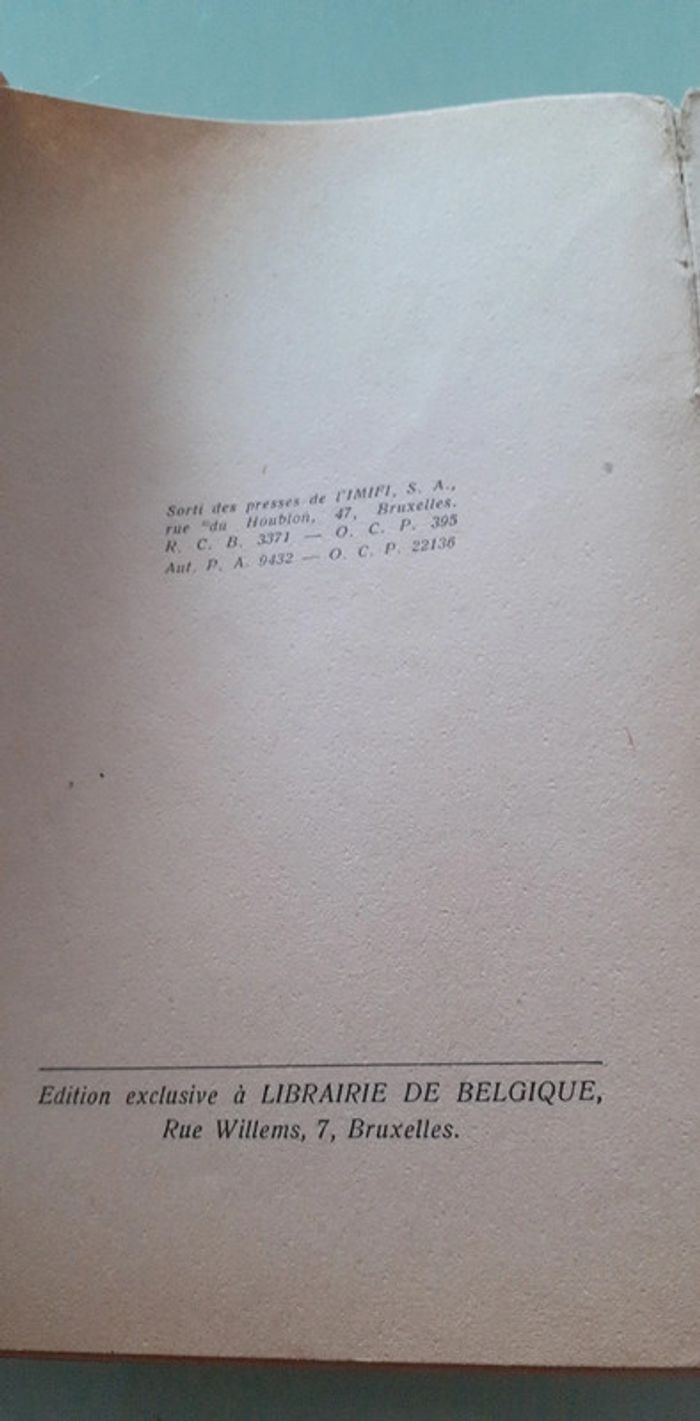 Sorti des presses de l'IMIFI, S. A.,
rue du Houblon, 47, Bruxelles.
R. C. B. 3371 — O. C. P. 395
Aut. P. A. 9432 — O. C. P. 22136
Edition exclusive à LIBRAIRIE DE BELGIQUE,
Rue Willems, 7, Bruxelles.